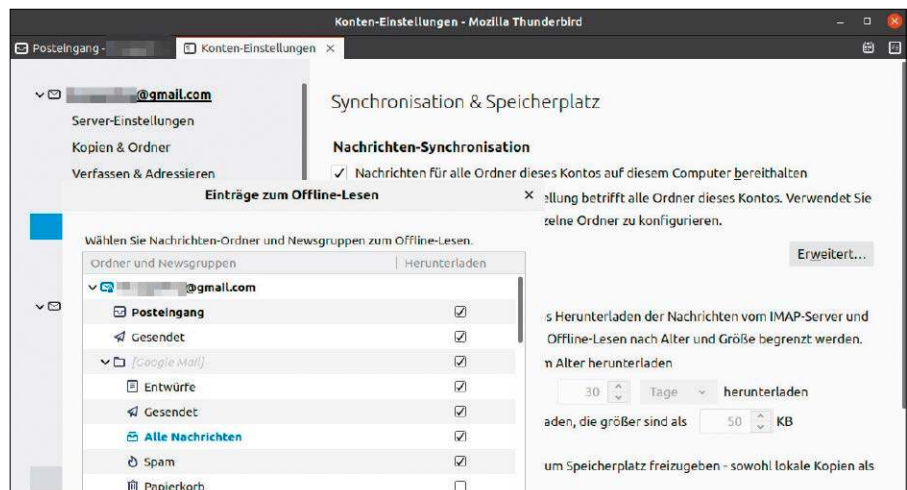 Konten-Einstellungen - Mozilla Thunderbird
Posteingang -
Konten-Einstellungen
@gmail.com
Server-Einstellungen
Kopien & Ordner
Verfassen & Adressieren
Synchronisation & Speicherplatz
Nachrichten-Synchronisation
Nachrichten für alle Ordner dieses Kontos auf diesem Computer bereithalten
ellung betrifft alle Ordner dieses Kontos. Verwendet Sie
zelne Ordner zu konfigurieren.
Erweitert...
s Herunterladen der Nachrichten vom IMAP-Server und
Offline-Lesen nach Alter und Größe begrenzt werden.
m Alter herunterladen
30 Tage herunterladen
aden, die größer sind als 50 KB
um Speicherplatz freizugeben - sowohl lokale Kopien als
Einträge zum Offline-Lesen
Wählen Sie Nachrichten-Ordner und Newsgruppen zum Offline-Lesen.
Ordner und Newsgruppen Herunterladen
@gmail.com
Posteingang
Gesendet
[Google Mail]
Entwürfe
Gesendet
Alle Nachrichten
Spam
Papierkorb